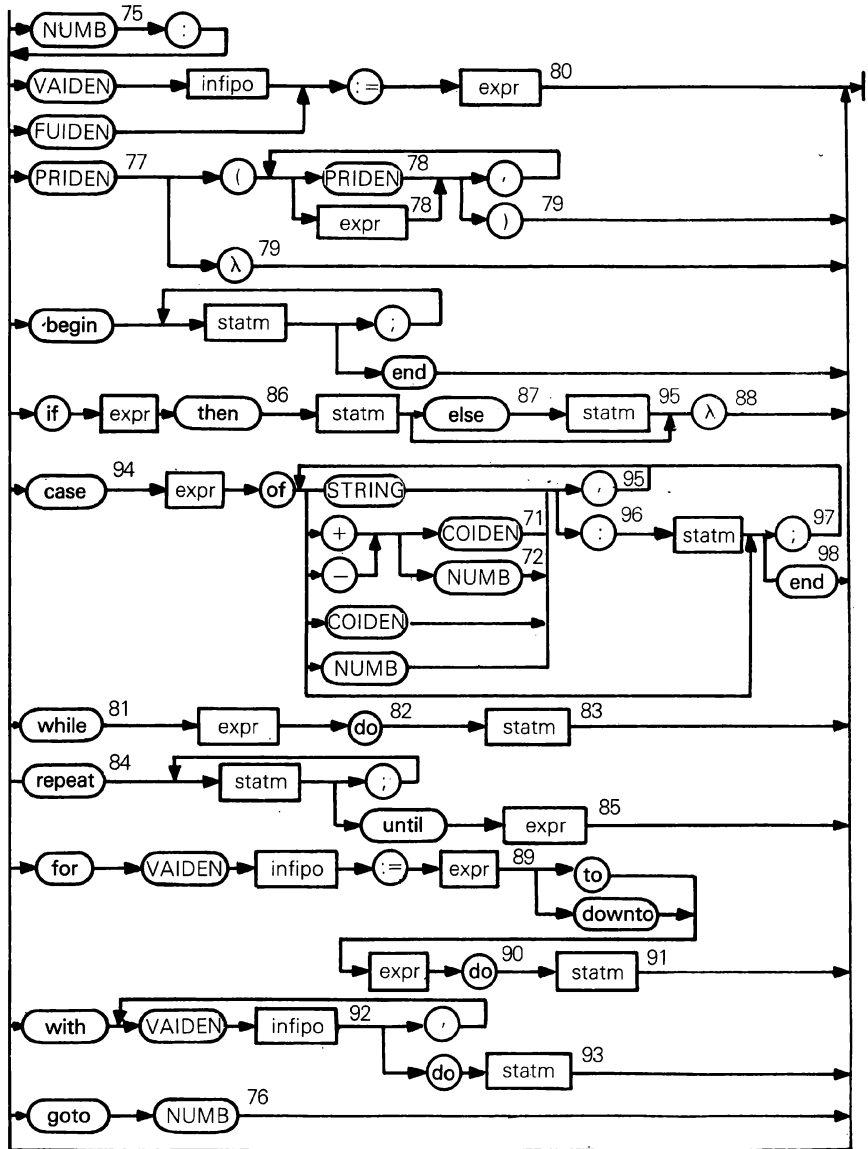 NUMB 75 :
VAIDEN infipo := expr 80
FUIDEN
PRIDEN 77 ( PRIDEN 78 ,
expr 78 ) 79
λ 79
begin statm ;
end
if expr then 86 statm else 87 statm 95 λ 88
case 94 expr of STRING , 95
+ COIDEN 71 : 96 statm ; 97
- NUMB 72 end 98
COIDEN
NUMB
while 81 expr do 82 statm 83
repeat 84 statm ;
until expr 85
for VAIDEN infipo := expr 89 to
downto
expr do 90 statm 91
with VAIDEN infipo 92 ,
do statm 93
goto NUMB 76